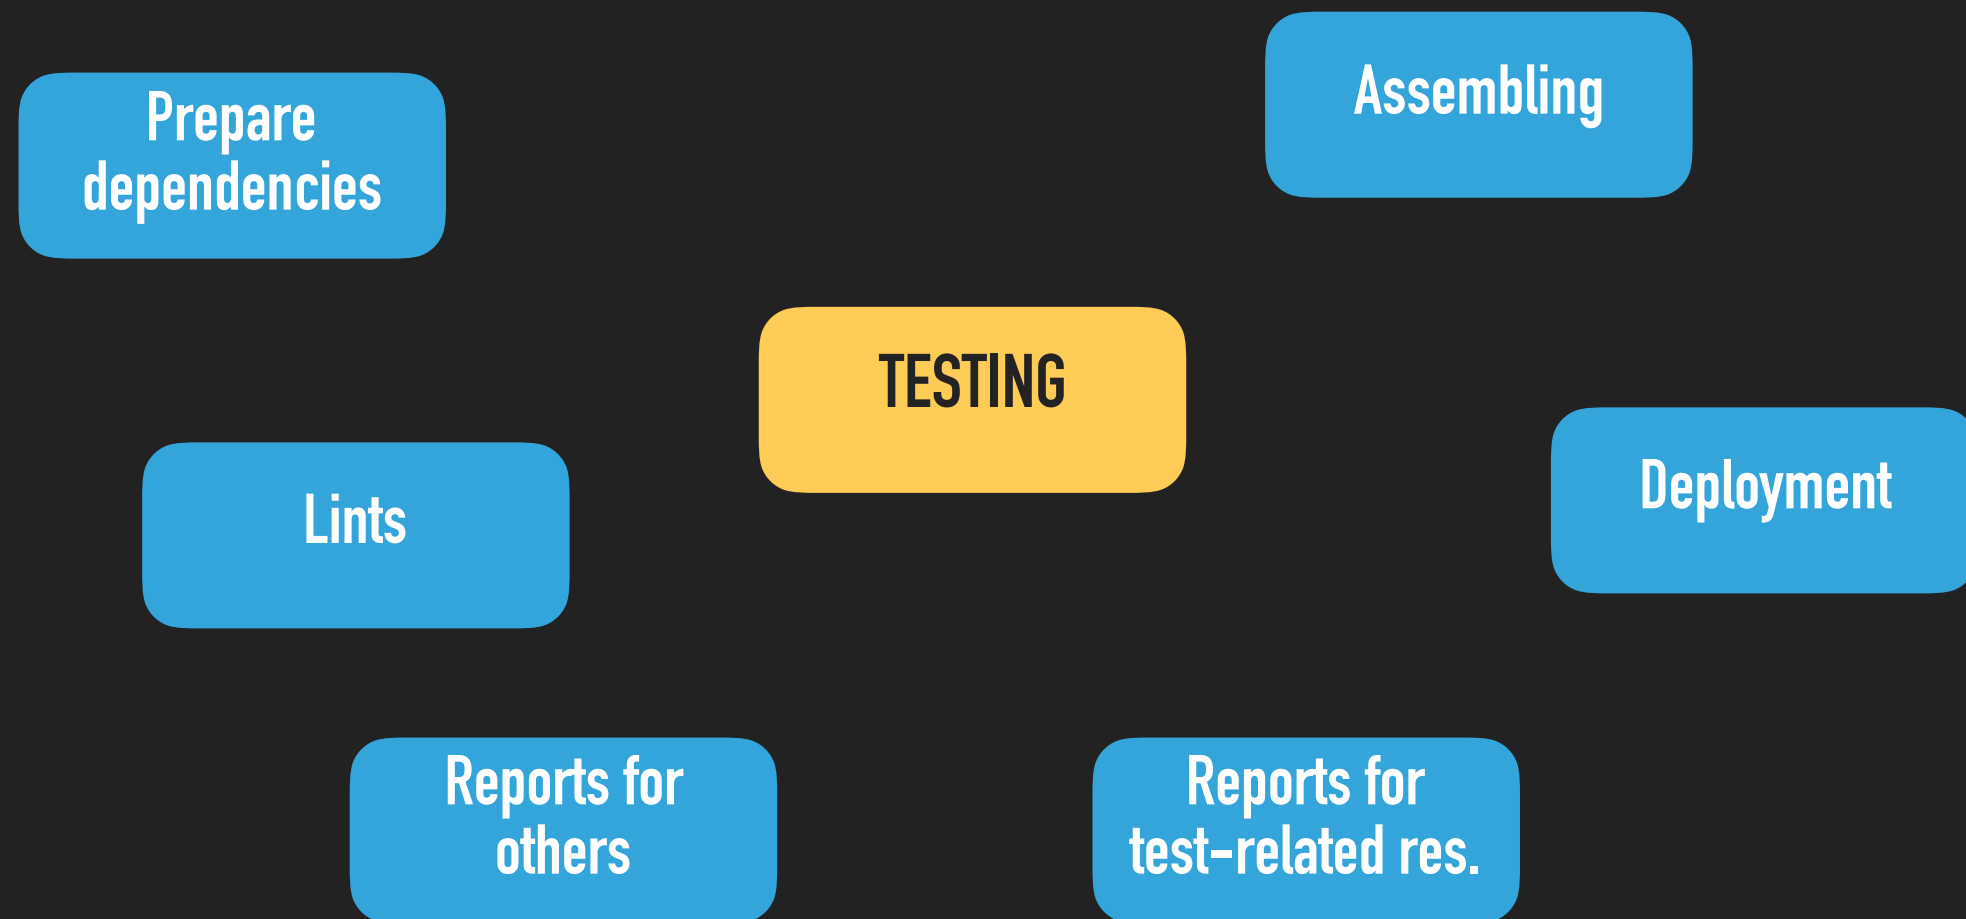 Prepare
dependencies
Assembling
TESTING
Lints
Deployment
Reports for
others
Reports for
test-related res.